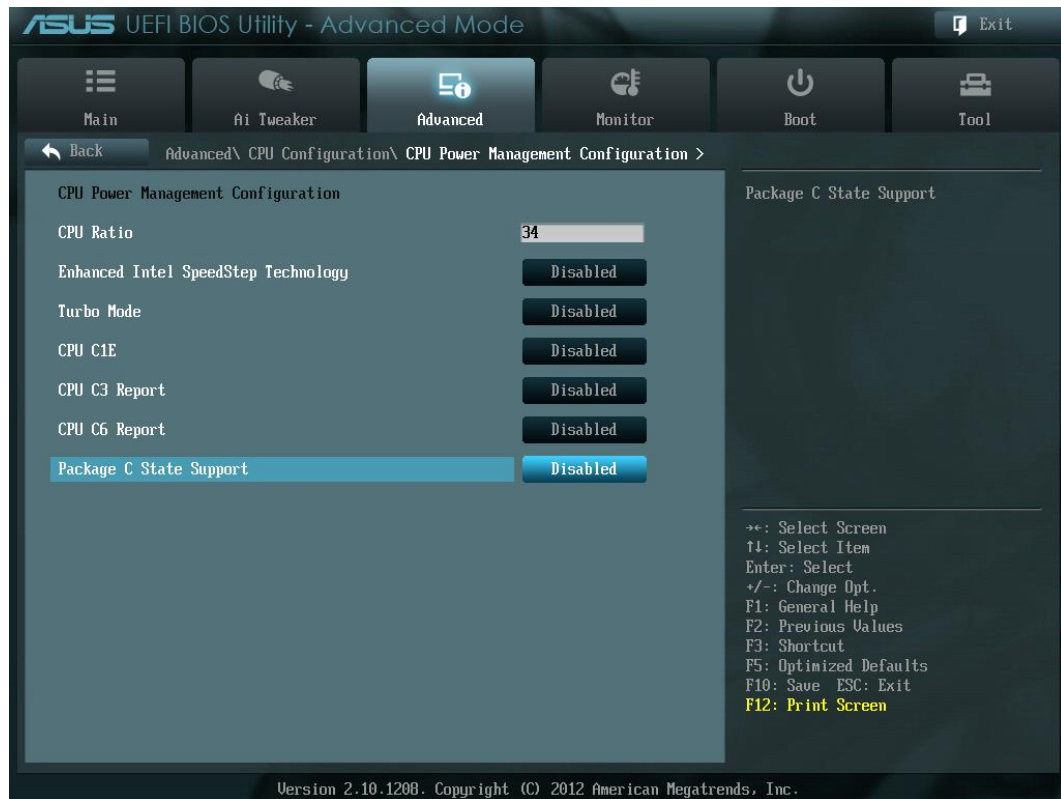 ASUS UEFI BIOS Utility - Advanced Mode
Exit
Main
Ai Tweaker
Advanced
Monitor
Boot
Tool
Back
Advanced\ CPU Configuration\ CPU Power Management Configuration >
CPU Power Management Configuration
CPU Ratio 34
Enhanced Intel SpeedStep Technology Disabled
Turbo Mode Disabled
CPU C1E Disabled
CPU C3 Report Disabled
CPU C6 Report Disabled
Package C State Support Disabled
Package C State Support
→←: Select Screen
↑↓: Select Item
Enter: Select
+/-: Change Opt.
F1: General Help
F2: Previous Values
F3: Shortcut
F5: Optimized Defaults
F10: Save ESC: Exit
F12: Print Screen
Version 2.10.1208. Copyright (C) 2012 American Megatrends, Inc.